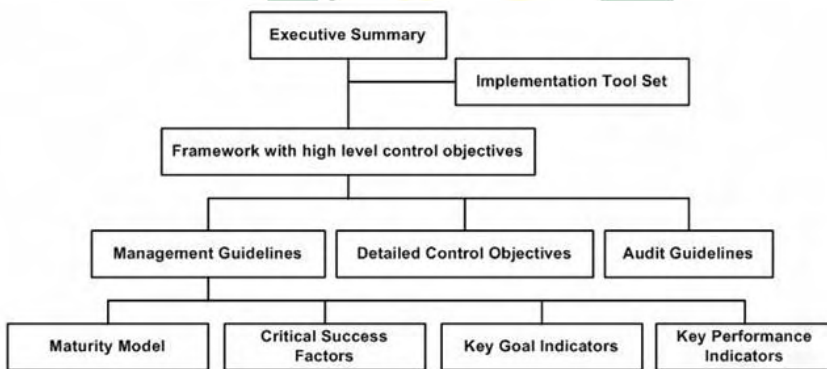 Executive Summary
Implementation Tool Set
Framework with high level control objectives
Management Guidelines
Detailed Control Objectives
Audit Guidelines
Maturity Model
Critical Success
Factors
Key Goal Indicators
Key Performance
Indicators